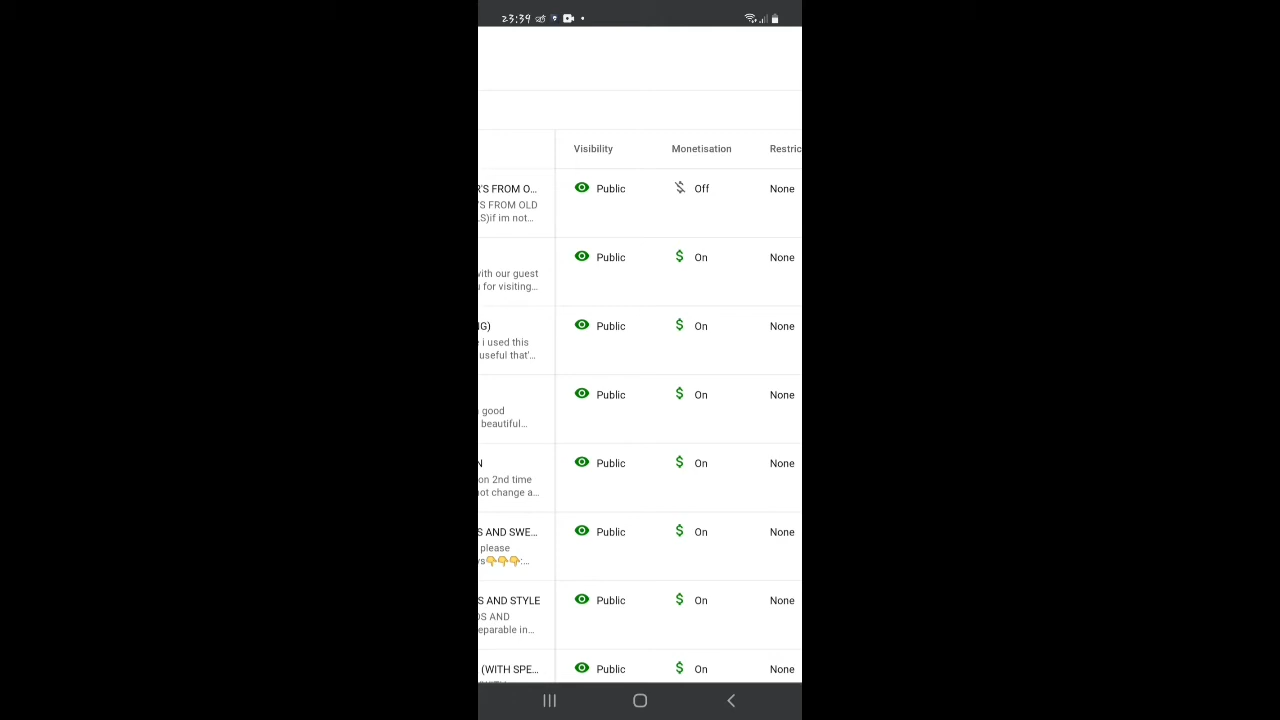 23:39
Visibility Monetisation Restric
R'S FROM O… Public Off None
'S FROM OLD
.S)if im not…
Public On None
with our guest
u for visiting…
NG) Public On None
e i used this
useful that'…
Public On None
n good
beautiful…
N Public On None
on 2nd time
not change a…
S AND SWE… Public On None
please
ws👇👇👇:…
S AND STYLE Public On None
OS AND
eparable in…
(WITH SPE… Public On None